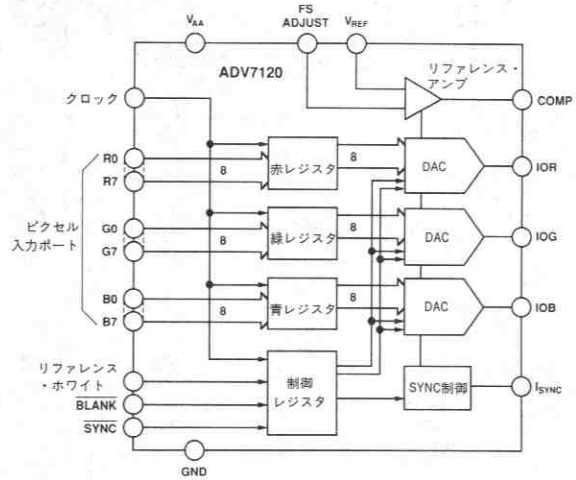 FS
ADJUST
VAA
VREF
ADV7120
リファレンス・
アンプ
クロック
COMP
R0
R7
8
赤レジスタ
8
DAC
IOR
ピクセル
入力ポート
G0
G7
8
緑レジスタ
8
DAC
IOG
B0
B7
8
青レジスタ
8
DAC
IOB
リファレンス
・ホワイト
BLANK
SYNC
制御
レジスタ
SYNC制御
ISYNC
GND